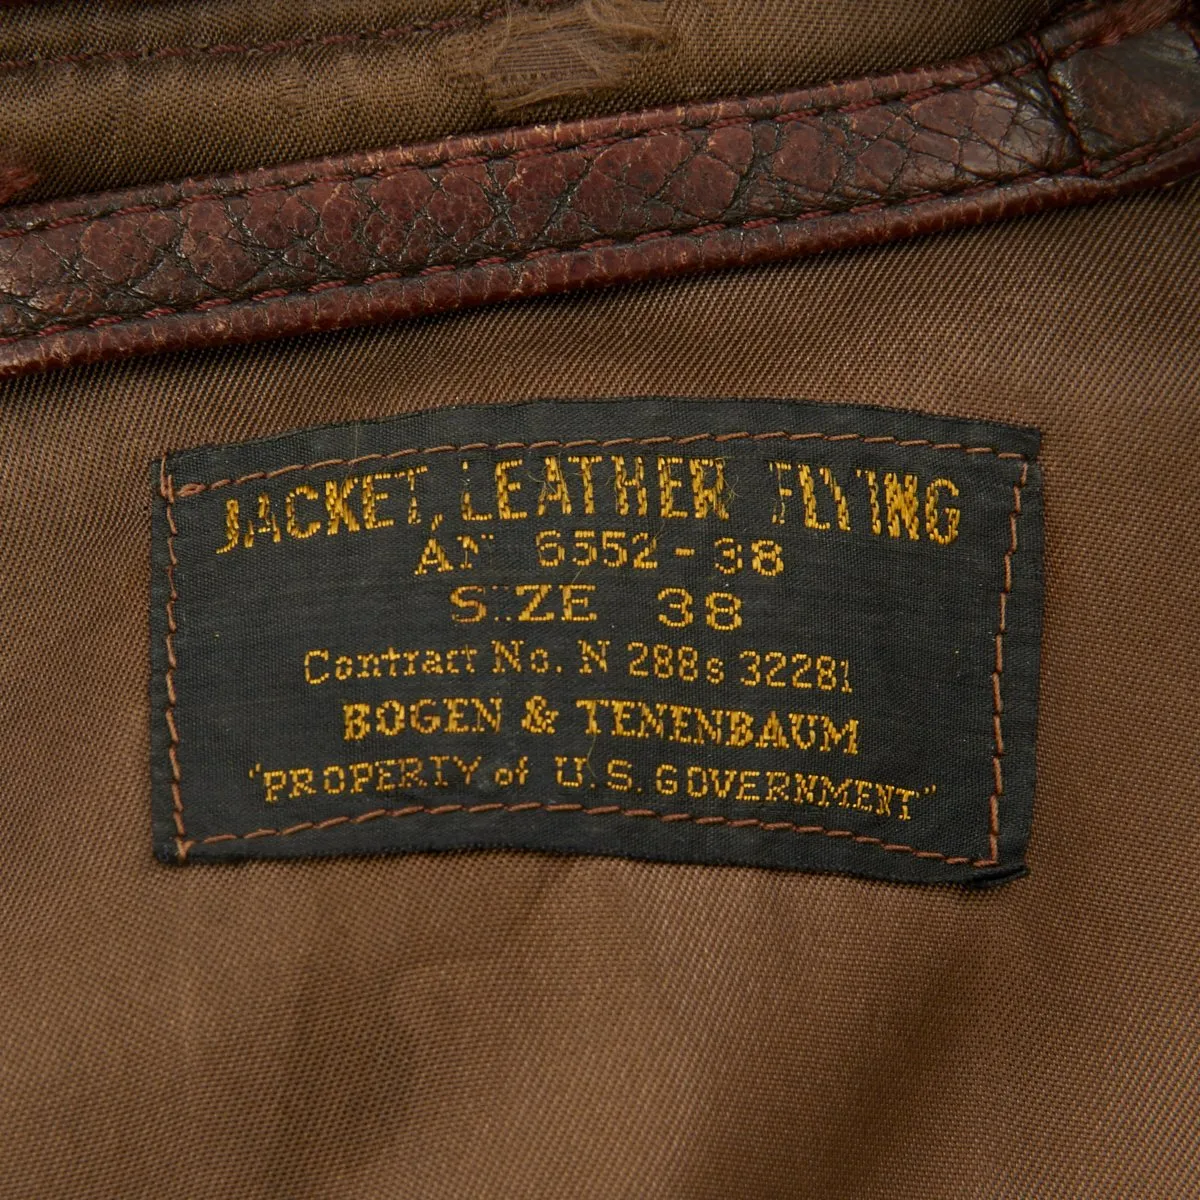 JACKET, LEATHER FLYING
AN 6552-38
SIZE 38
Contract No. N 288s 32281
BOGEN & TENENBAUM
"PROPERTY of U.S. GOVERNMENT"